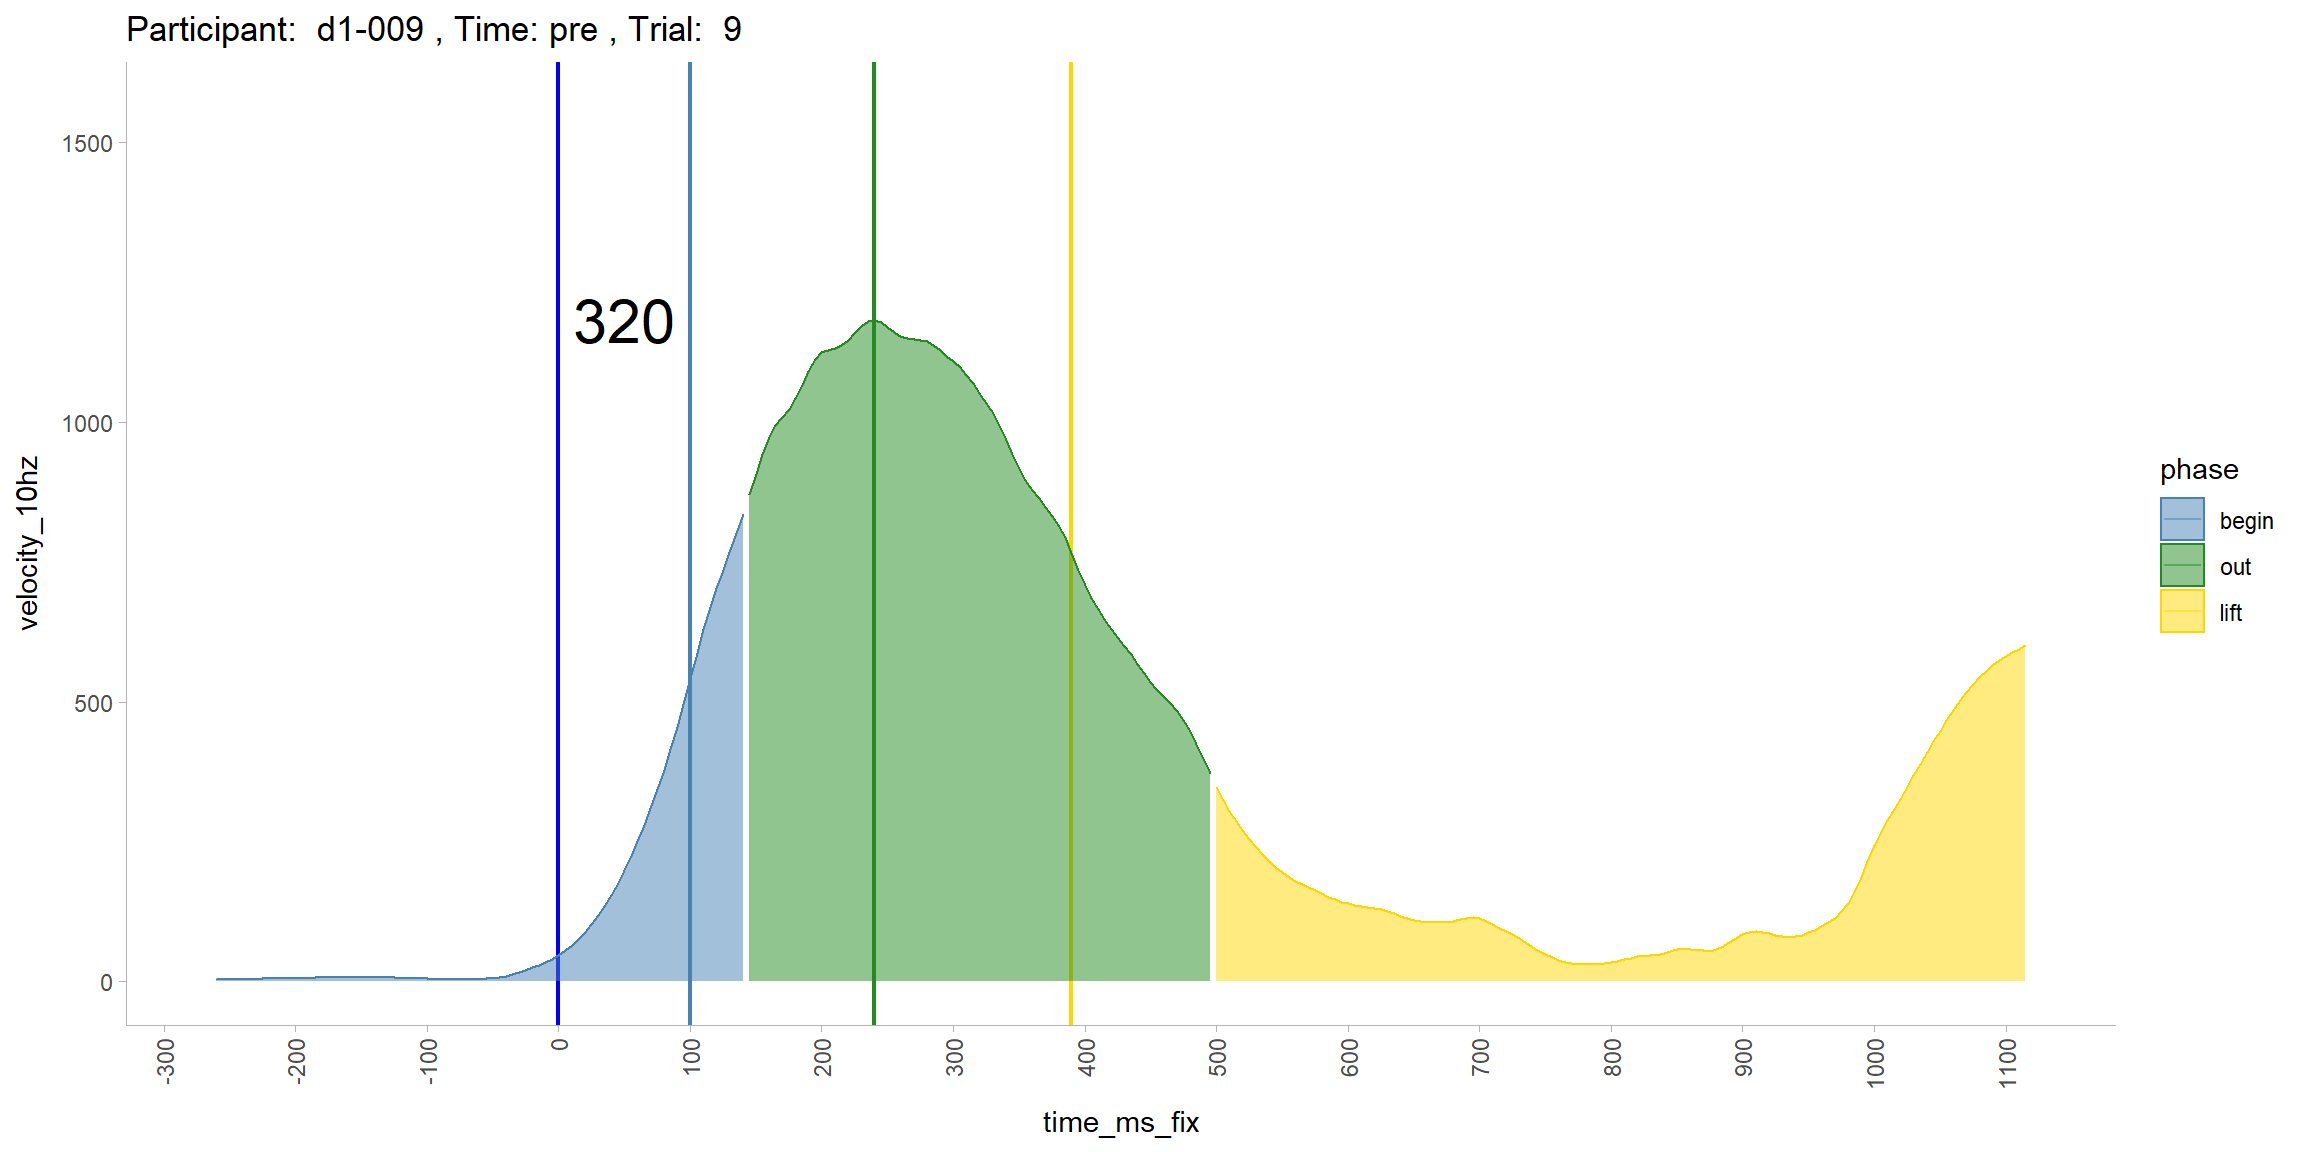 Participant:  d1-009 , Time: pre , Trial:  9
1500
1000
500
0
velocity_10hz
320
-300
-200
-100
0
100
200
300
400
500
600
700
800
900
1000
1100
time_ms_fix
phase
begin
out
lift